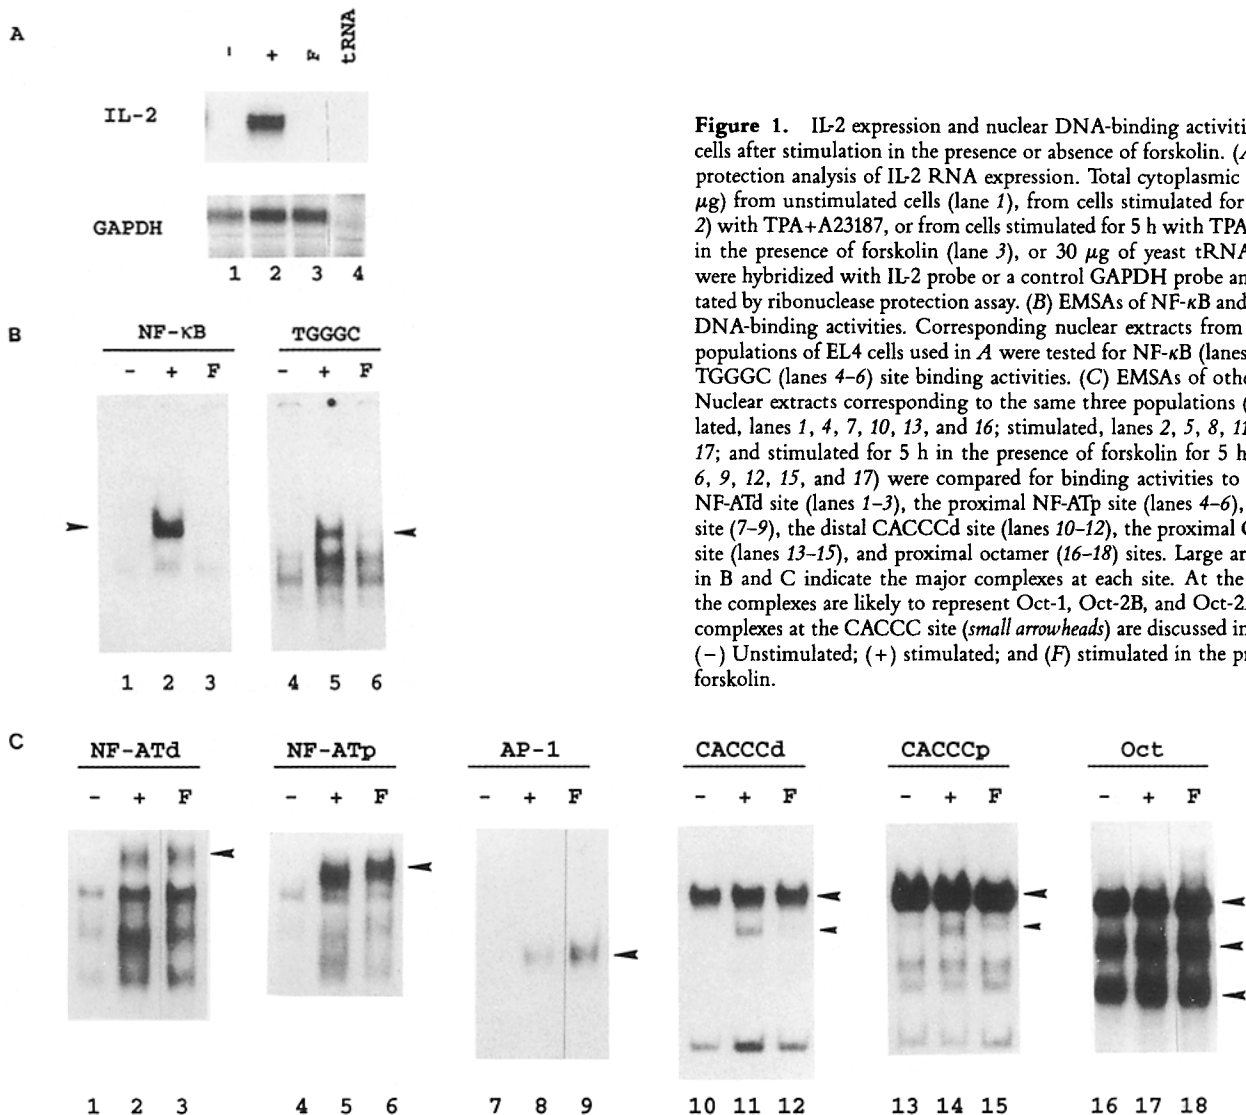 A
- + F tRNA
IL-2
GAPDH
1 2 3 4
B
NF-κB TGGGC
- + F - + F
1 2 3 4 5 6
Figure 1. IL-2 expression and nuclear DNA-binding activiti
cells after stimulation in the presence or absence of forskolin. (A
protection analysis of IL-2 RNA expression. Total cytoplasmic
μg) from unstimulated cells (lane 1), from cells stimulated for
2) with TPA+A23187, or from cells stimulated for 5 h with TPA
in the presence of forskolin (lane 3), or 30 μg of yeast tRNA
were hybridized with IL-2 probe or a control GAPDH probe an
tated by ribonuclease protection assay. (B) EMSAs of NF-κB and
DNA-binding activities. Corresponding nuclear extracts from
populations of EL4 cells used in A were tested for NF-κB (lanes
TGGGC (lanes 4–6) site binding activities. (C) EMSAs of othe
Nuclear extracts corresponding to the same three populations (
lated, lanes 1, 4, 7, 10, 13, and 16; stimulated, lanes 2, 5, 8, 11
17; and stimulated for 5 h in the presence of forskolin for 5 h
6, 9, 12, 15, and 17) were compared for binding activities to
NF-ATd site (lanes 1–3), the proximal NF-ATp site (lanes 4–6),
site (7–9), the distal CACCCd site (lanes 10–12), the proximal C
site (lanes 13–15), and proximal octamer (16–18) sites. Large ar
in B and C indicate the major complexes at each site. At the
the complexes are likely to represent Oct-1, Oct-2B, and Oct-2
complexes at the CACCC site (small arrowheads) are discussed in
(−) Unstimulated; (+) stimulated; and (F) stimulated in the pr
forskolin.
C
NF-ATd NF-ATp AP-1 CACCCd CACCCp Oct
- + F - + F - + F - + F - + F - + F
1 2 3 4 5 6 7 8 9 10 11 12 13 14 15 16 17 18